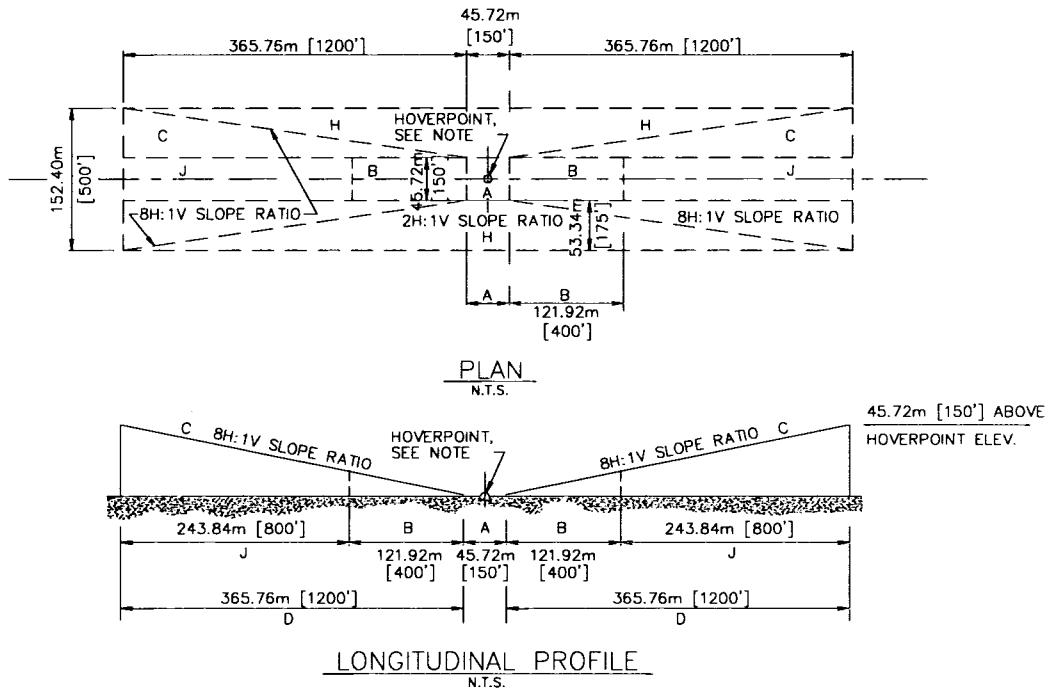 45.72m
[150']
365.76m [1200']
365.76m [1200']
HOVERPOINT,
SEE NOTE
H
H
C
C
152.40m
[500']
J
B
45.72m
150'
A
B
J
8H:1V SLOPE RATIO
2H:1V SLOPE RATIO
H
53.34m
[175']
8H:1V SLOPE RATIO
A
B
121.92m
[400']
PLAN
N.T.S.
C
8H:1V SLOPE RATIO
HOVERPOINT,
SEE NOTE
8H:1V SLOPE RATIO
C
45.72m [150'] ABOVE
HOVERPOINT ELEV.
243.84m [800']
B
A
B
243.84m [800']
J
121.92m
[400']
45.72m
[150']
121.92m
[400']
J
365.76m [1200']
365.76m [1200']
D
D
LONGITUDINAL PROFILE
N.T.S.